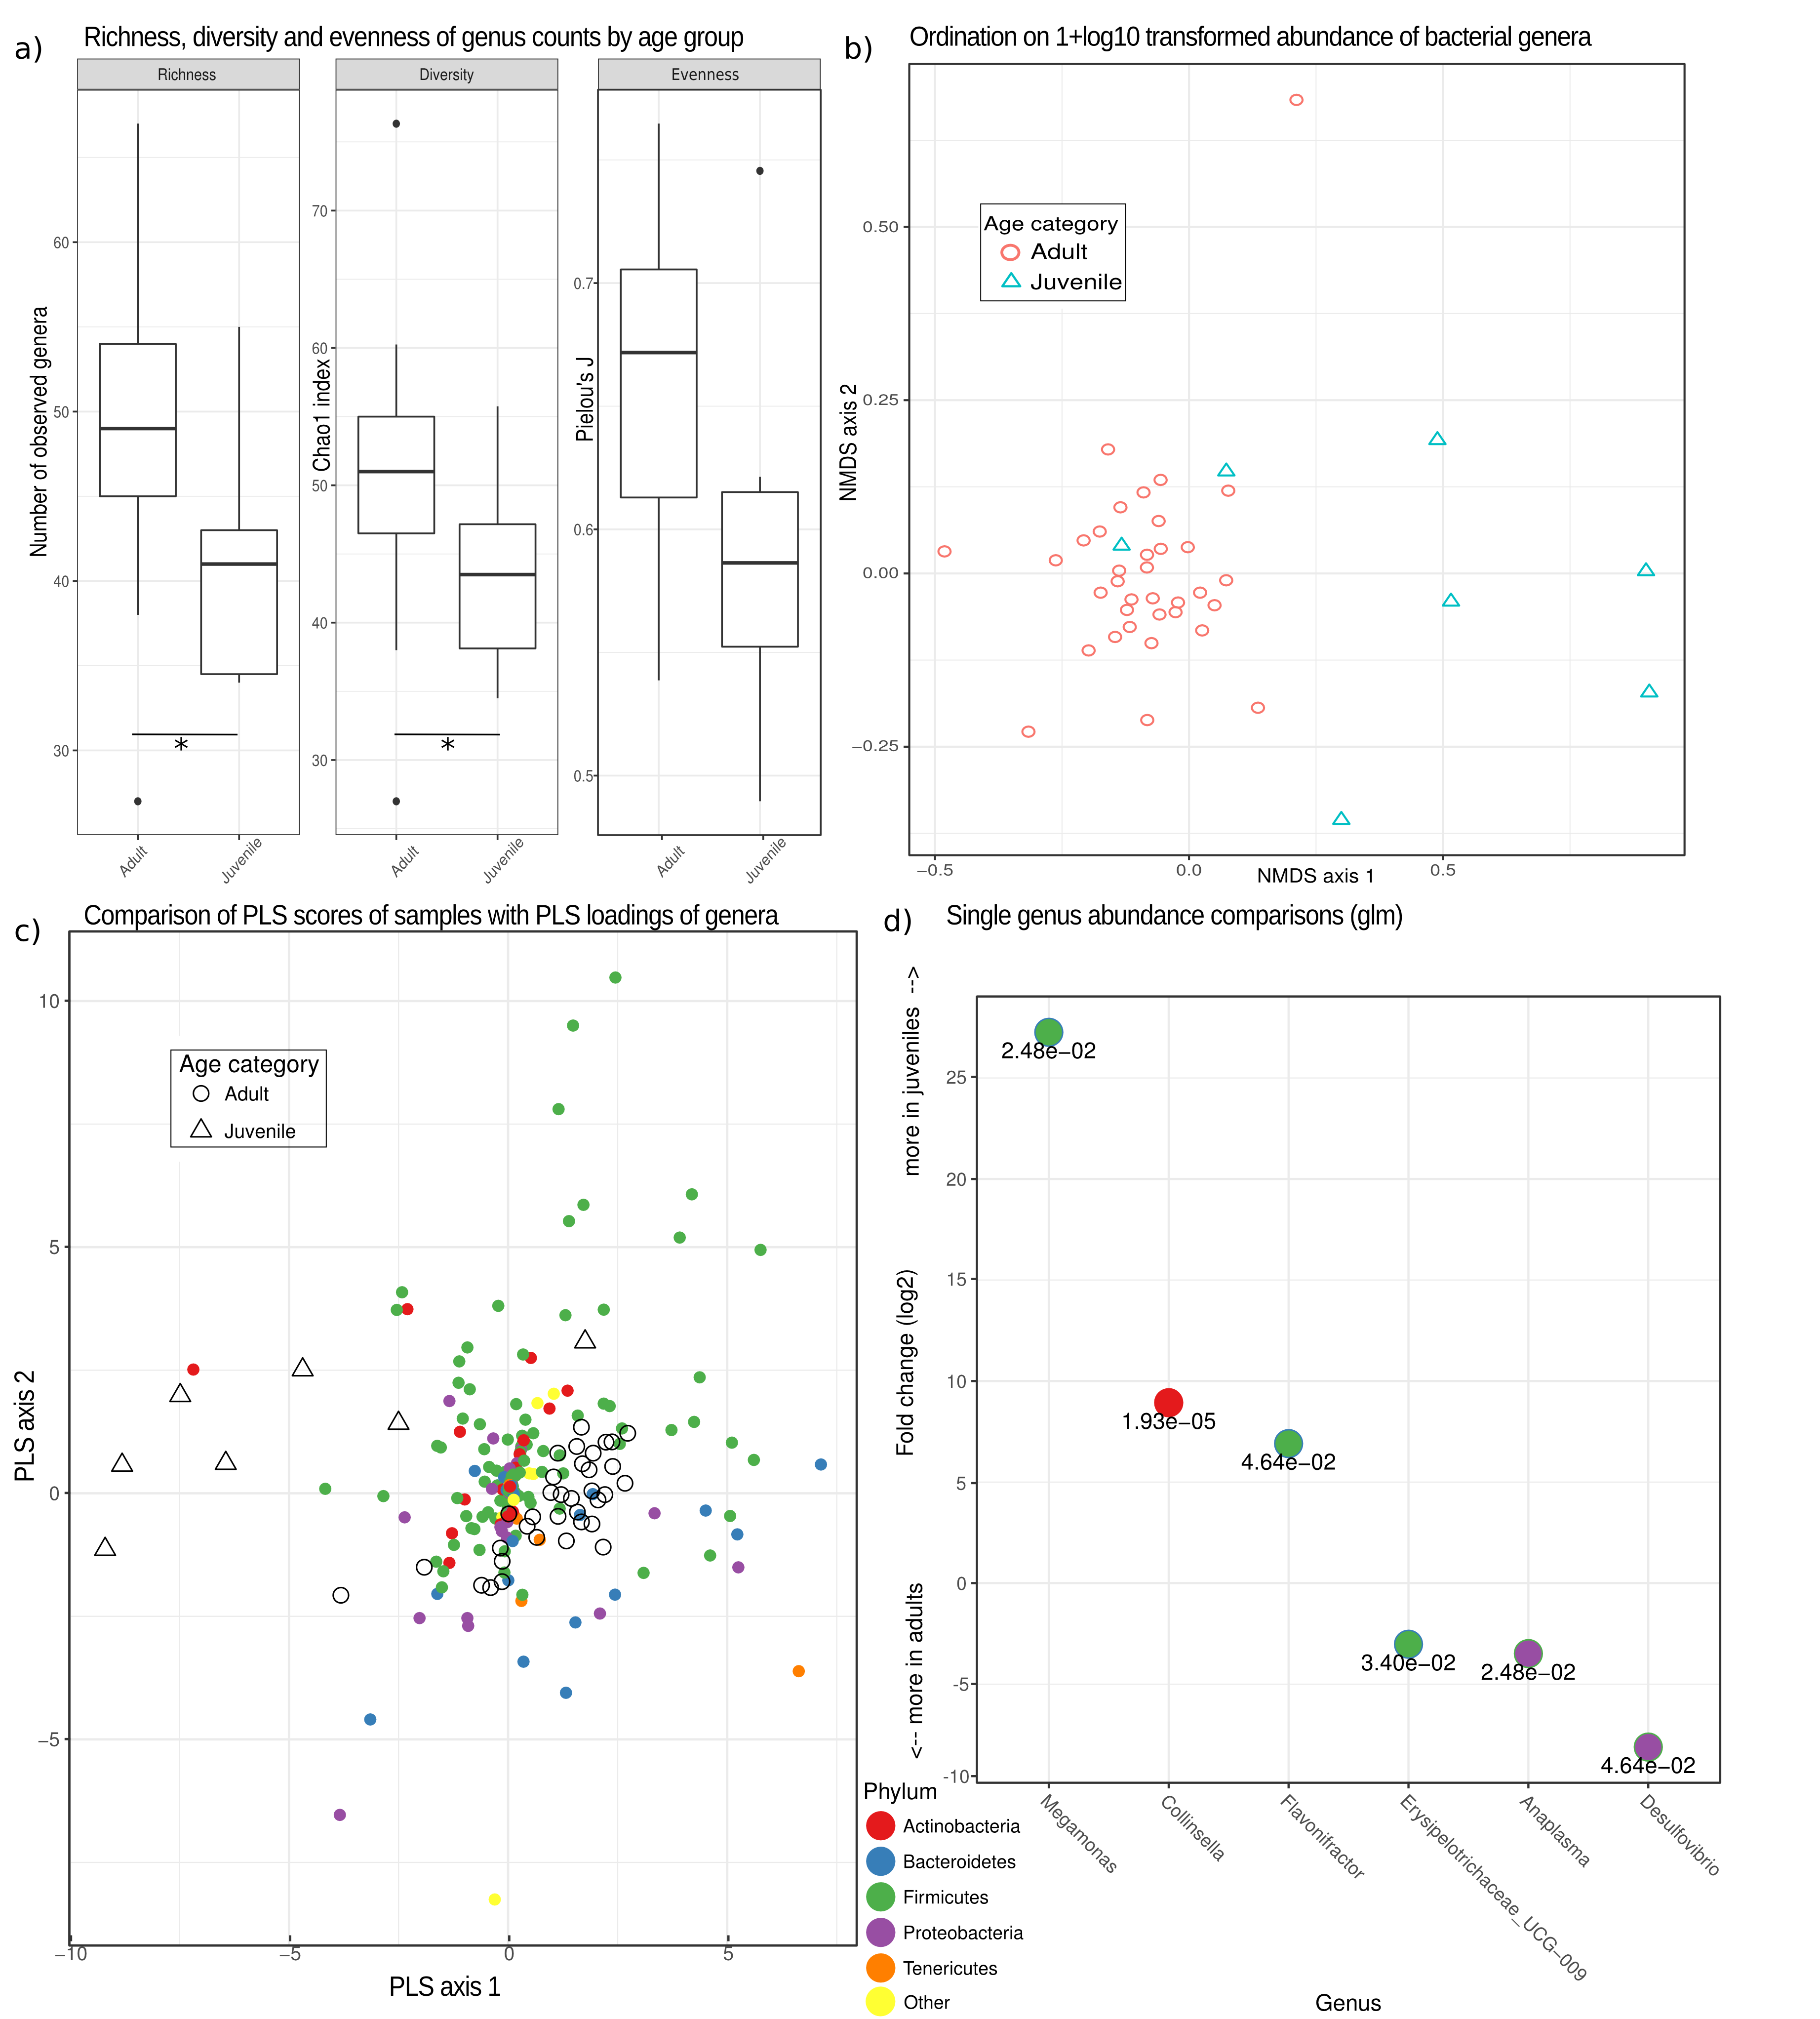 a)
Richness, diversity and evenness of genus counts by age group
Richness
Diversity
Evenness
Number of observed genera
60
50
40
30
Chao1 index
70
60
50
40
30
Pielou's J
0.7
0.6
0.5
*
*
Adult
Juvenile
Adult
Juvenile
Adult
Juvenile
b)
Ordination on 1+log10 transformed abundance of bacterial genera
Age category
Adult
Juvenile
NMDS axis 2
0.50
0.25
0.00
−0.25
−0.5
0.0
0.5
NMDS axis 1
c)
Comparison of PLS scores of samples with PLS loadings of genera
Age category
Adult
Juvenile
PLS axis 2
10
5
0
−5
−10
−5
0
5
PLS axis 1
d)
Single genus abundance comparisons (glm)
more in juveniles -->
Fold change (log2)
<-- more in adults
25
20
15
10
5
0
-5
-10
2.48e−02
1.93e−05
4.64e−02
3.40e−02
2.48e−02
4.64e−02
Megamonas
Collinsella
Flavonifractor
Erysipelotrichaceae_UCG−009
Anaplasma
Desulfovibrio
Genus
Phylum
Actinobacteria
Bacteroidetes
Firmicutes
Proteobacteria
Tenericutes
Other